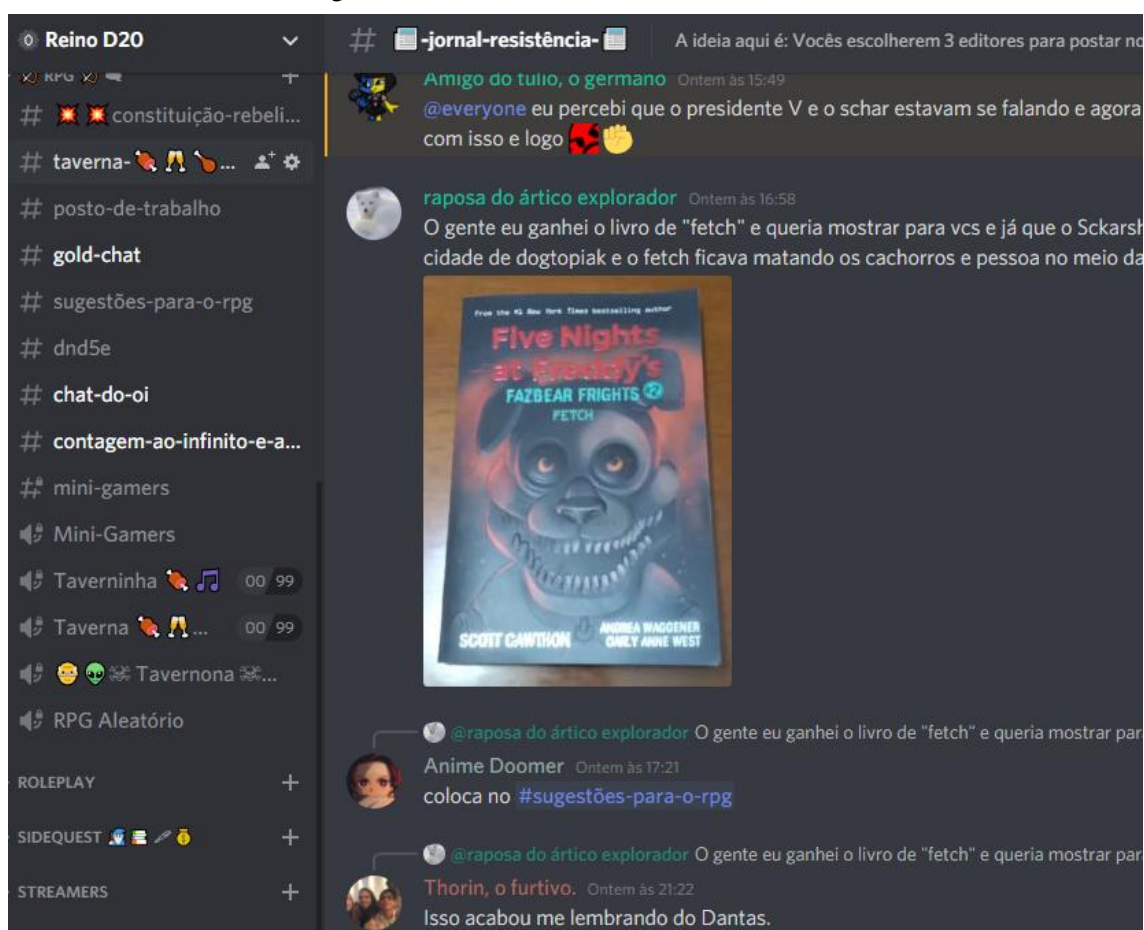 Reino D20
RPG
constituição-rebeli...
taverna-🍖🥂🍗...
posto-de-trabalho
gold-chat
sugestões-para-o-rpg
dnd5e
chat-do-oi
contagem-ao-infinito-e-a...
mini-gamers
Mini-Gamers
Taverninha 🍖🎵 00 99
Taverna 🍖🥂... 00 99
👴👽☠ Tavernona ☠...
RPG Aleatório
ROLEPLAY
SIDEQUEST
STREAMERS
# -jornal-resistência- A ideia aqui é: Vocês escolherem 3 editores para postar no
Amigo do tulio, o germano Ontem às 15:49
@everyone eu percebi que o presidente V e o schar estavam se falando e agora
com isso e logo
raposa do ártico explorador Ontem às 16:58
O gente eu ganhei o livro de "fetch" e queria mostrar para vcs e já que o Sckarsh
cidade de dogtopiak e o fetch ficava matando os cachorros e pessoa no meio da
From the #1 New York Times bestselling author
Five Nights
at Freddy's
FAZBEAR FRIGHTS #2
FETCH
SCOTT CAWTHON
ANDREA WAGGENER
CARLY ANNE WEST
@raposa do ártico explorador O gente eu ganhei o livro de "fetch" e queria mostrar par
Anime Doomer Ontem às 17:21
coloca no #sugestões-para-o-rpg
@raposa do ártico explorador O gente eu ganhei o livro de "fetch" e queria mostrar par
Thorin, o furtivo. Ontem às 21:22
Isso acabou me lembrando do Dantas.